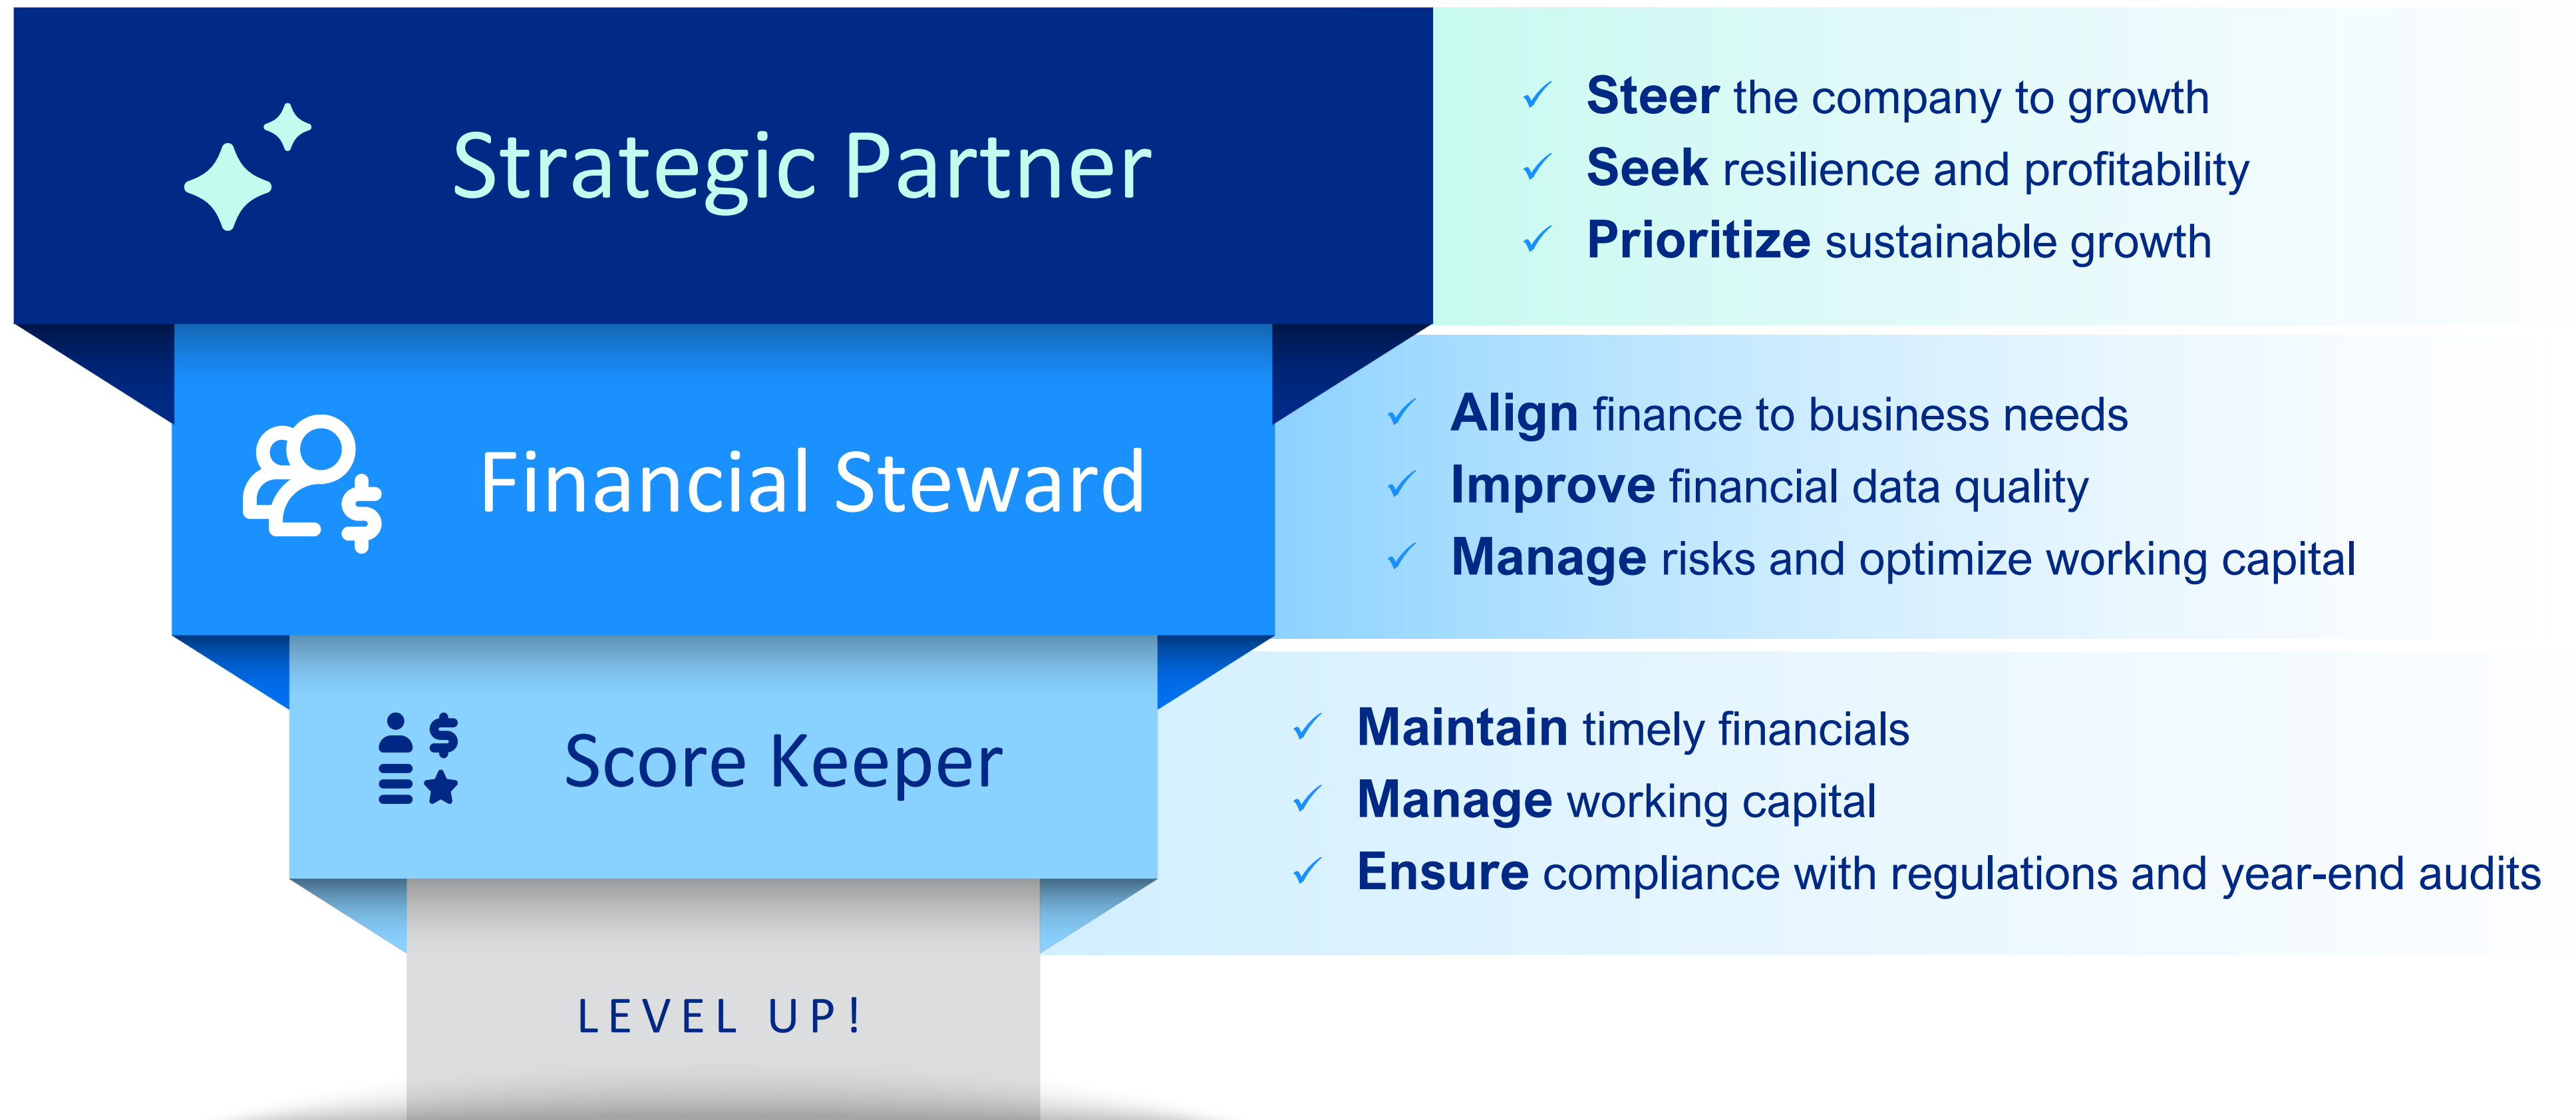 Strategic Partner
✓ Steer the company to growth
✓ Seek resilience and profitability
✓ Prioritize sustainable growth
Financial Steward
✓ Align finance to business needs
✓ Improve financial data quality
✓ Manage risks and optimize working capital
Score Keeper
✓ Maintain timely financials
✓ Manage working capital
✓ Ensure compliance with regulations and year-end audits
LEVEL UP!